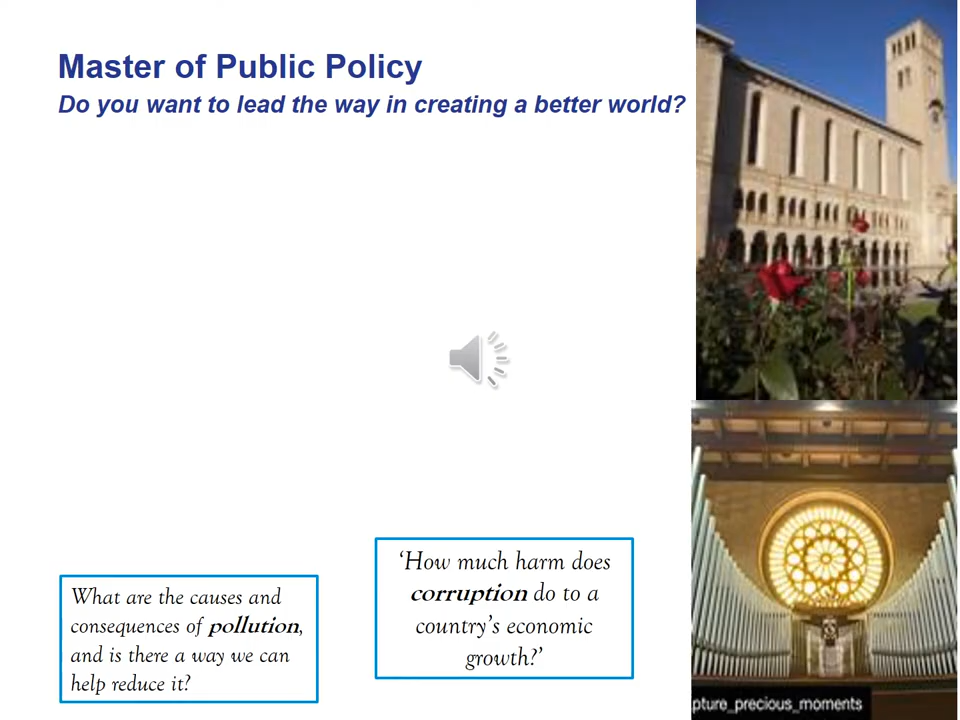 Master of Public Policy
Do you want to lead the way in creating a better world?
‘How much harm does
corruption do to a
country’s economic
growth?’
What are the causes and
consequences of pollution,
and is there a way we can
help reduce it?
pture_precious_moments